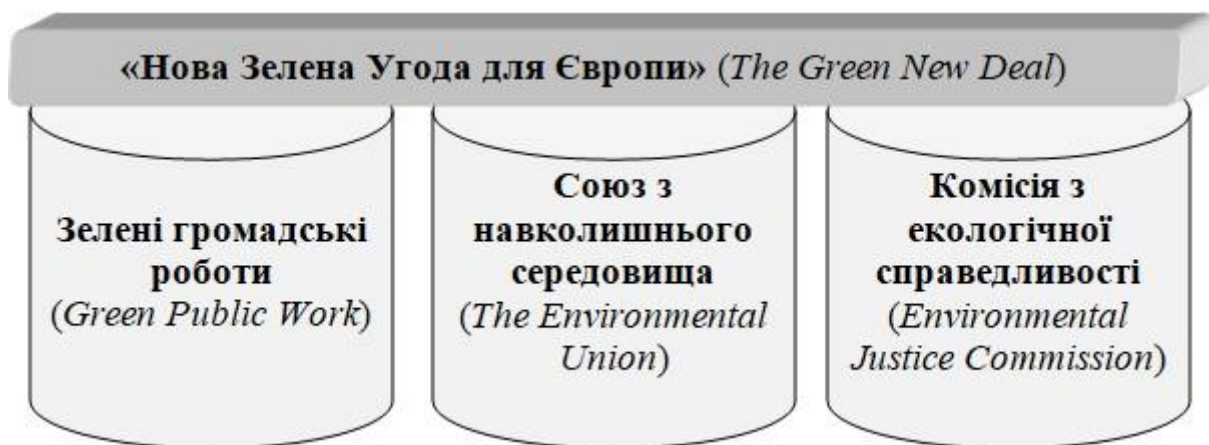 «Нова Зелена Угода для Європи» (The Green New Deal)
Зелені громадські
роботи
(Green Public Work)
Союз з
навколишнього
середовища
(The Environmental
Union)
Комісія з
екологічної
справедливості
(Environmental
Justice Commission)